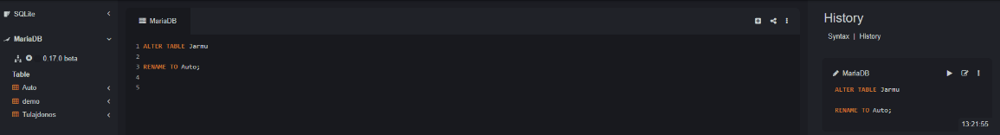 SQLite
MariaDB
0.17.0 beta
Table
Auto
demo
Tulajdonos
MariaDB
1 ALTER TABLE Jarmu
2
3 RENAME TO Auto;
4
5
History
Syntax | History
MariaDB
ALTER TABLE Jarmu
RENAME TO Auto;
13:21:55